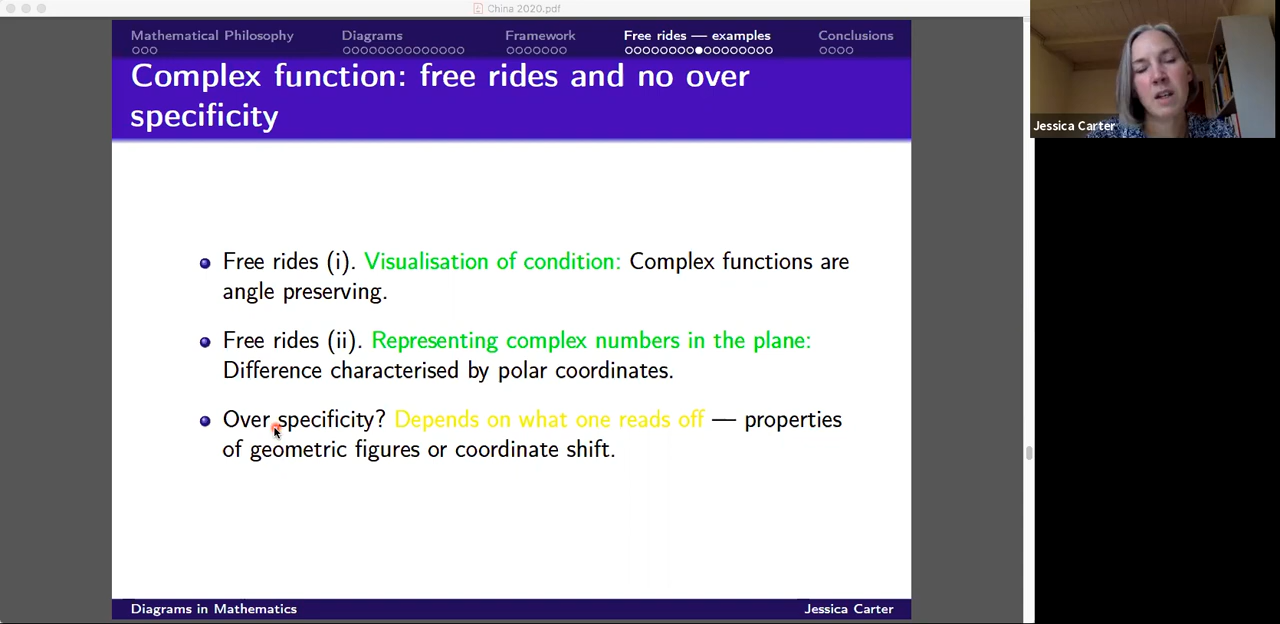 China 2020.pdf
Mathematical Philosophy Diagrams Framework Free rides — examples Conclusions
Complex function: free rides and no over
specificity
Free rides (i). Visualisation of condition: Complex functions are
angle preserving.
Free rides (ii). Representing complex numbers in the plane:
Difference characterised by polar coordinates.
Over specificity? Depends on what one reads off — properties
of geometric figures or coordinate shift.
Diagrams in Mathematics Jessica Carter
Jessica Carter